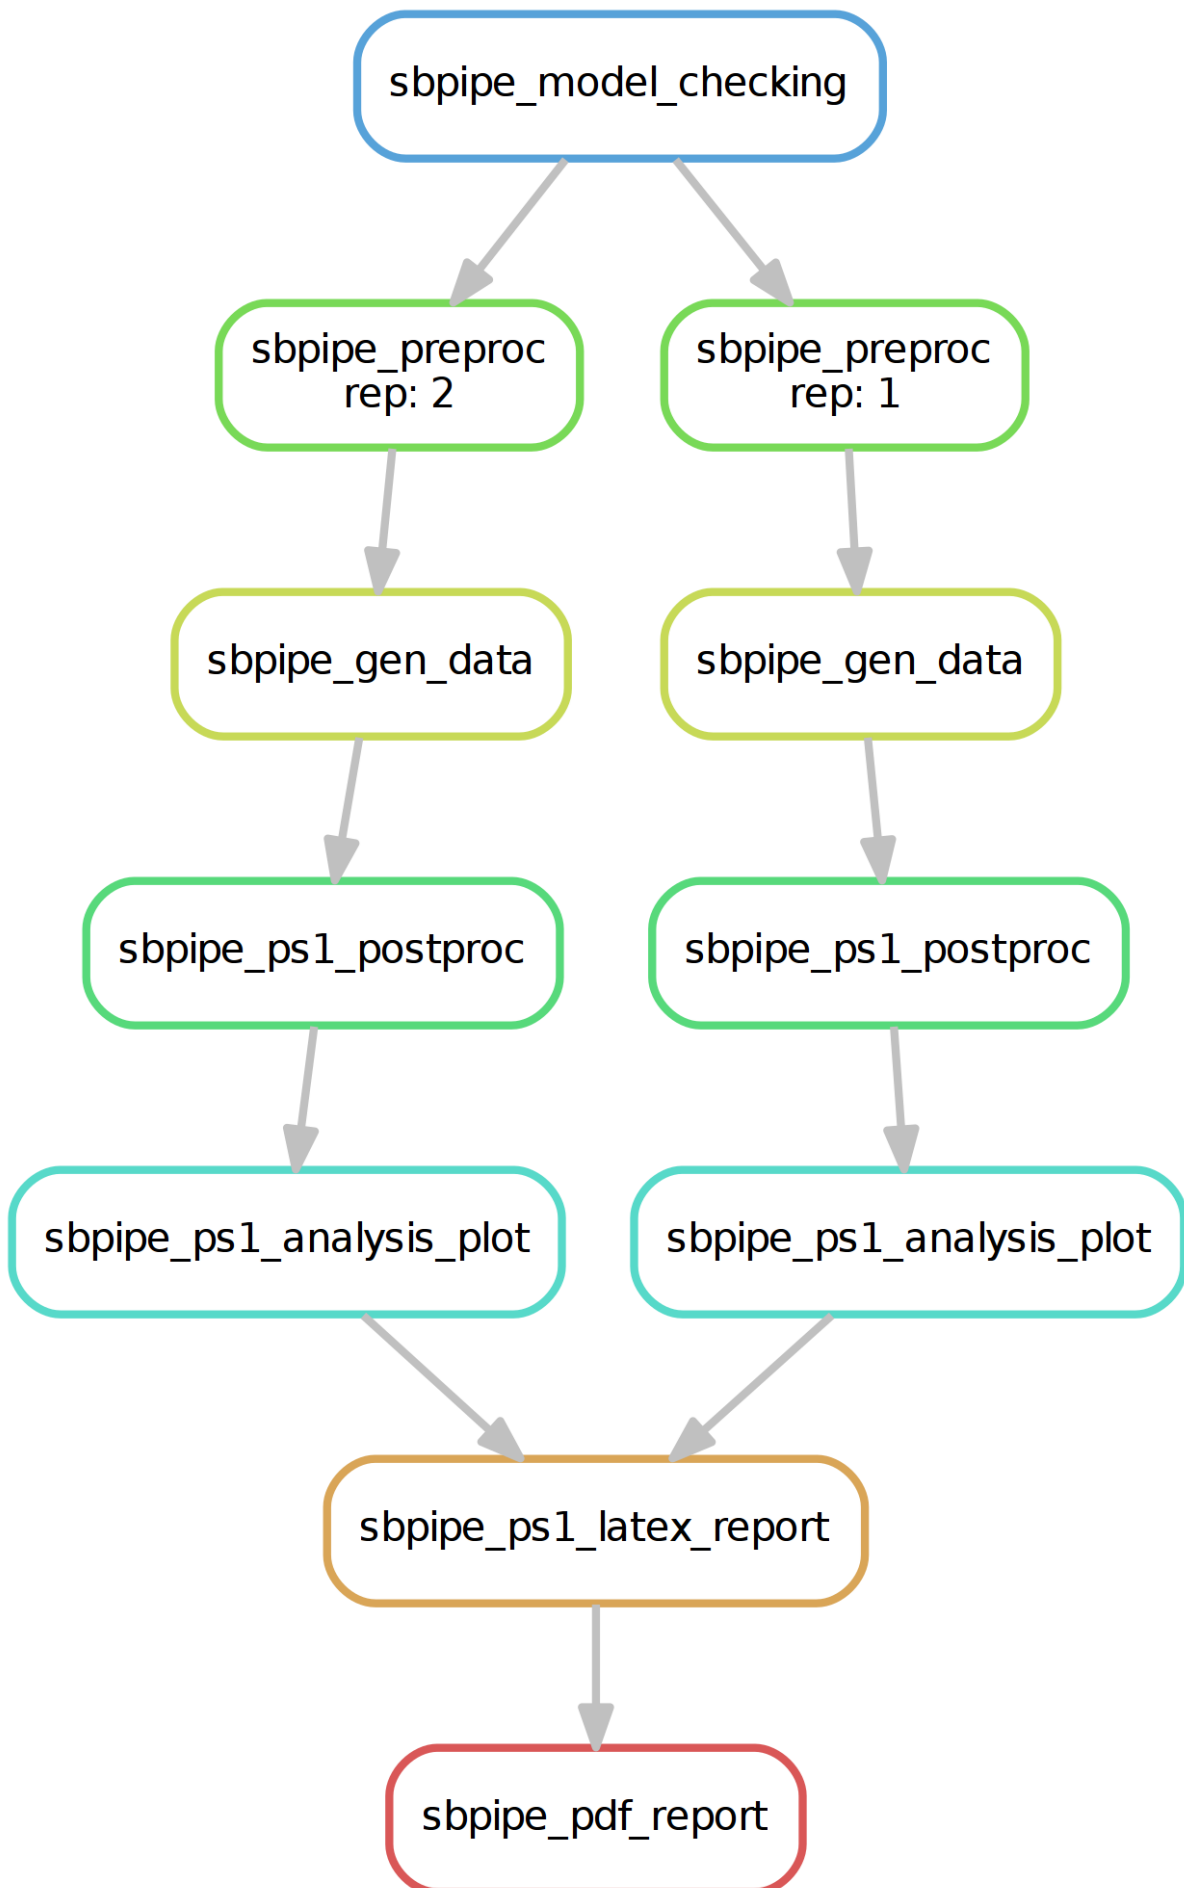 sbpipe_model_checking
sbpipe_preproc
rep: 2
sbpipe_preproc
rep: 1
sbpipe_gen_data
sbpipe_gen_data
sbpipe_ps1_postproc
sbpipe_ps1_postproc
sbpipe_ps1_analysis_plot
sbpipe_ps1_analysis_plot
sbpipe_ps1_latex_report
sbpipe_pdf_report